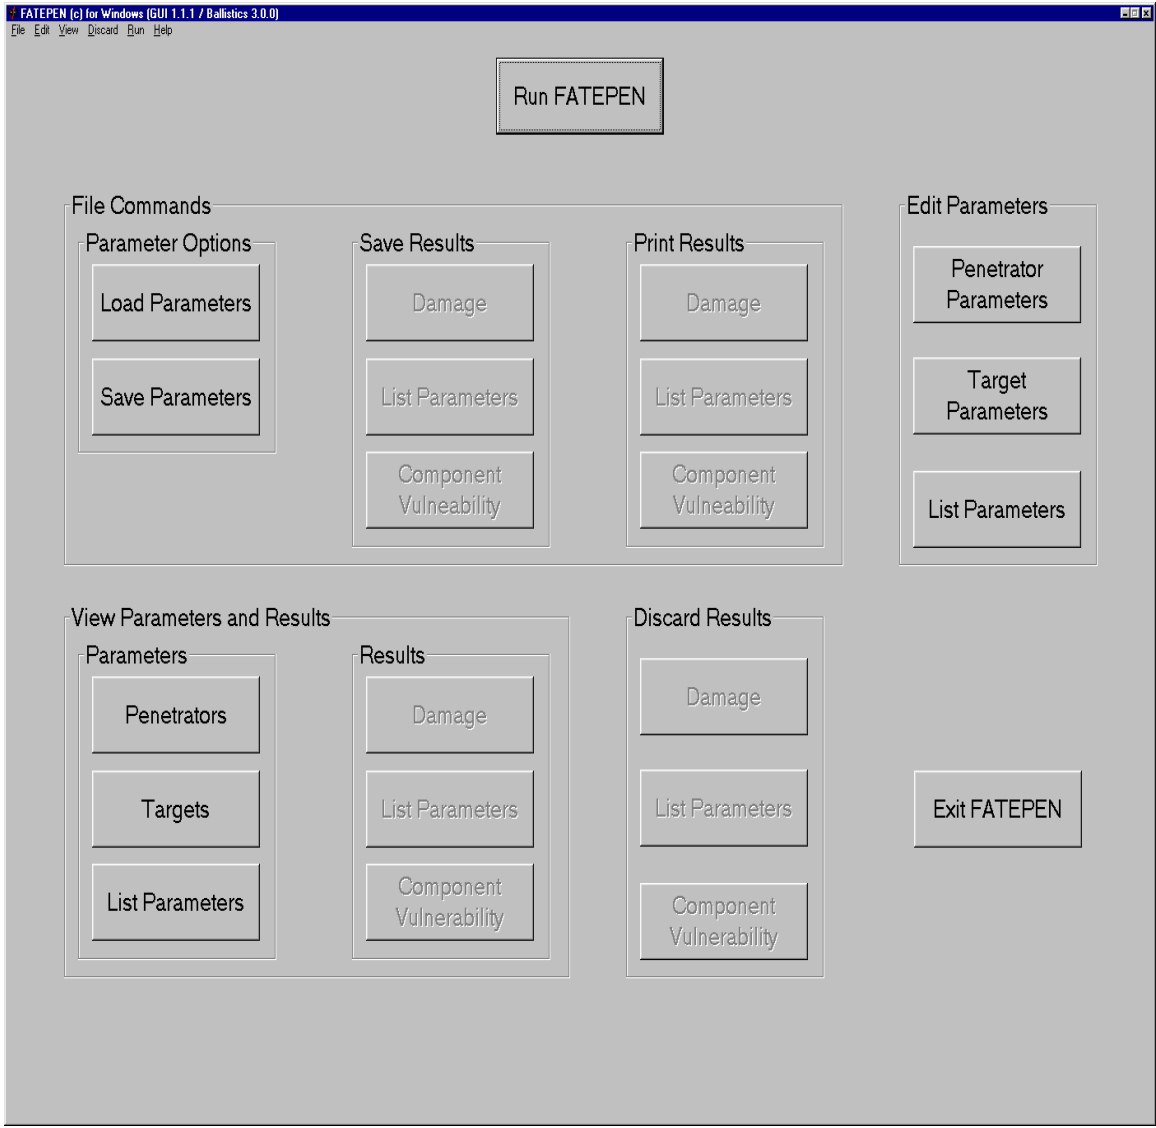 FATEPEN (c) for Windows (GUI 1.1.1 / Ballistics 3.0.0)
File Edit View Discard Run Help
Run FATEPEN
File Commands
Parameter Options
Load Parameters
Save Parameters
Save Results
Damage
List Parameters
Component
Vulneability
Print Results
Damage
List Parameters
Component
Vulneability
Edit Parameters
Penetrator
Parameters
Target
Parameters
List Parameters
View Parameters and Results
Parameters
Penetrators
Targets
List Parameters
Results
Damage
List Parameters
Component
Vulnerability
Discard Results
Damage
List Parameters
Component
Vulnerability
Exit FATEPEN